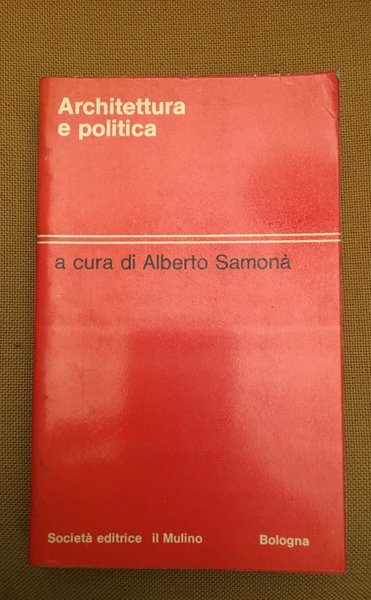 Architettura
e politica
a cura di Alberto Samonà
Società editrice il Mulino Bologna